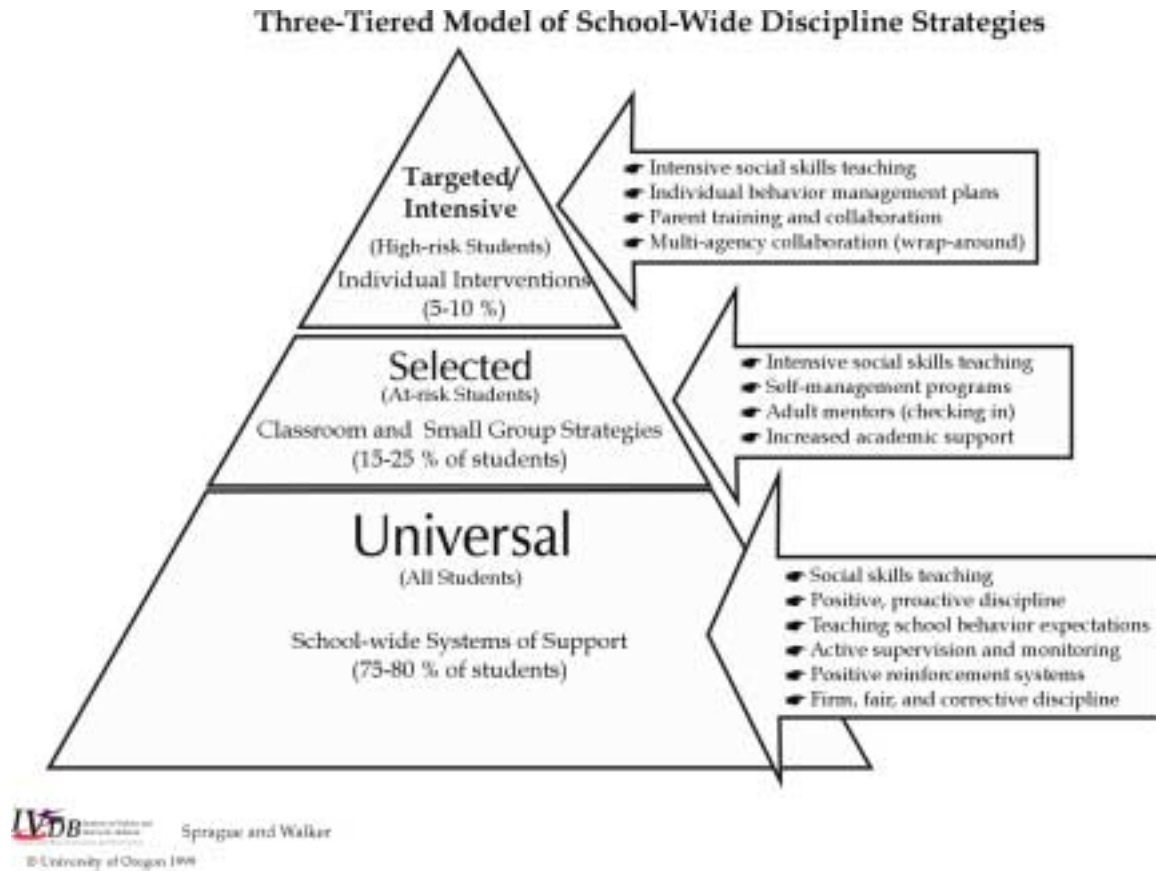 Three-Tiered Model of School-Wide Discipline Strategies
Targeted/
Intensive
(High-risk Students)
Individual Interventions
(5-10 %)
☛ Intensive social skills teaching
☛ Individual behavior management plans
☛ Parent training and collaboration
☛ Multi-agency collaboration (wrap-around)
Selected
(At-risk Students)
Classroom and Small Group Strategies
(15-25 % of students)
☛ Intensive social skills teaching
☛ Self-management programs
☛ Adult mentors (checking in)
☛ Increased academic support
Universal
(All Students)
School-wide Systems of Support
(75-80 % of students)
☛ Social skills teaching
☛ Positive, proactive discipline
☛ Teaching school behavior expectations
☛ Active supervision and monitoring
☛ Positive reinforcement systems
☛ Firm, fair, and corrective discipline
IVDB
Sprague and Walker
© University of Oregon 1999